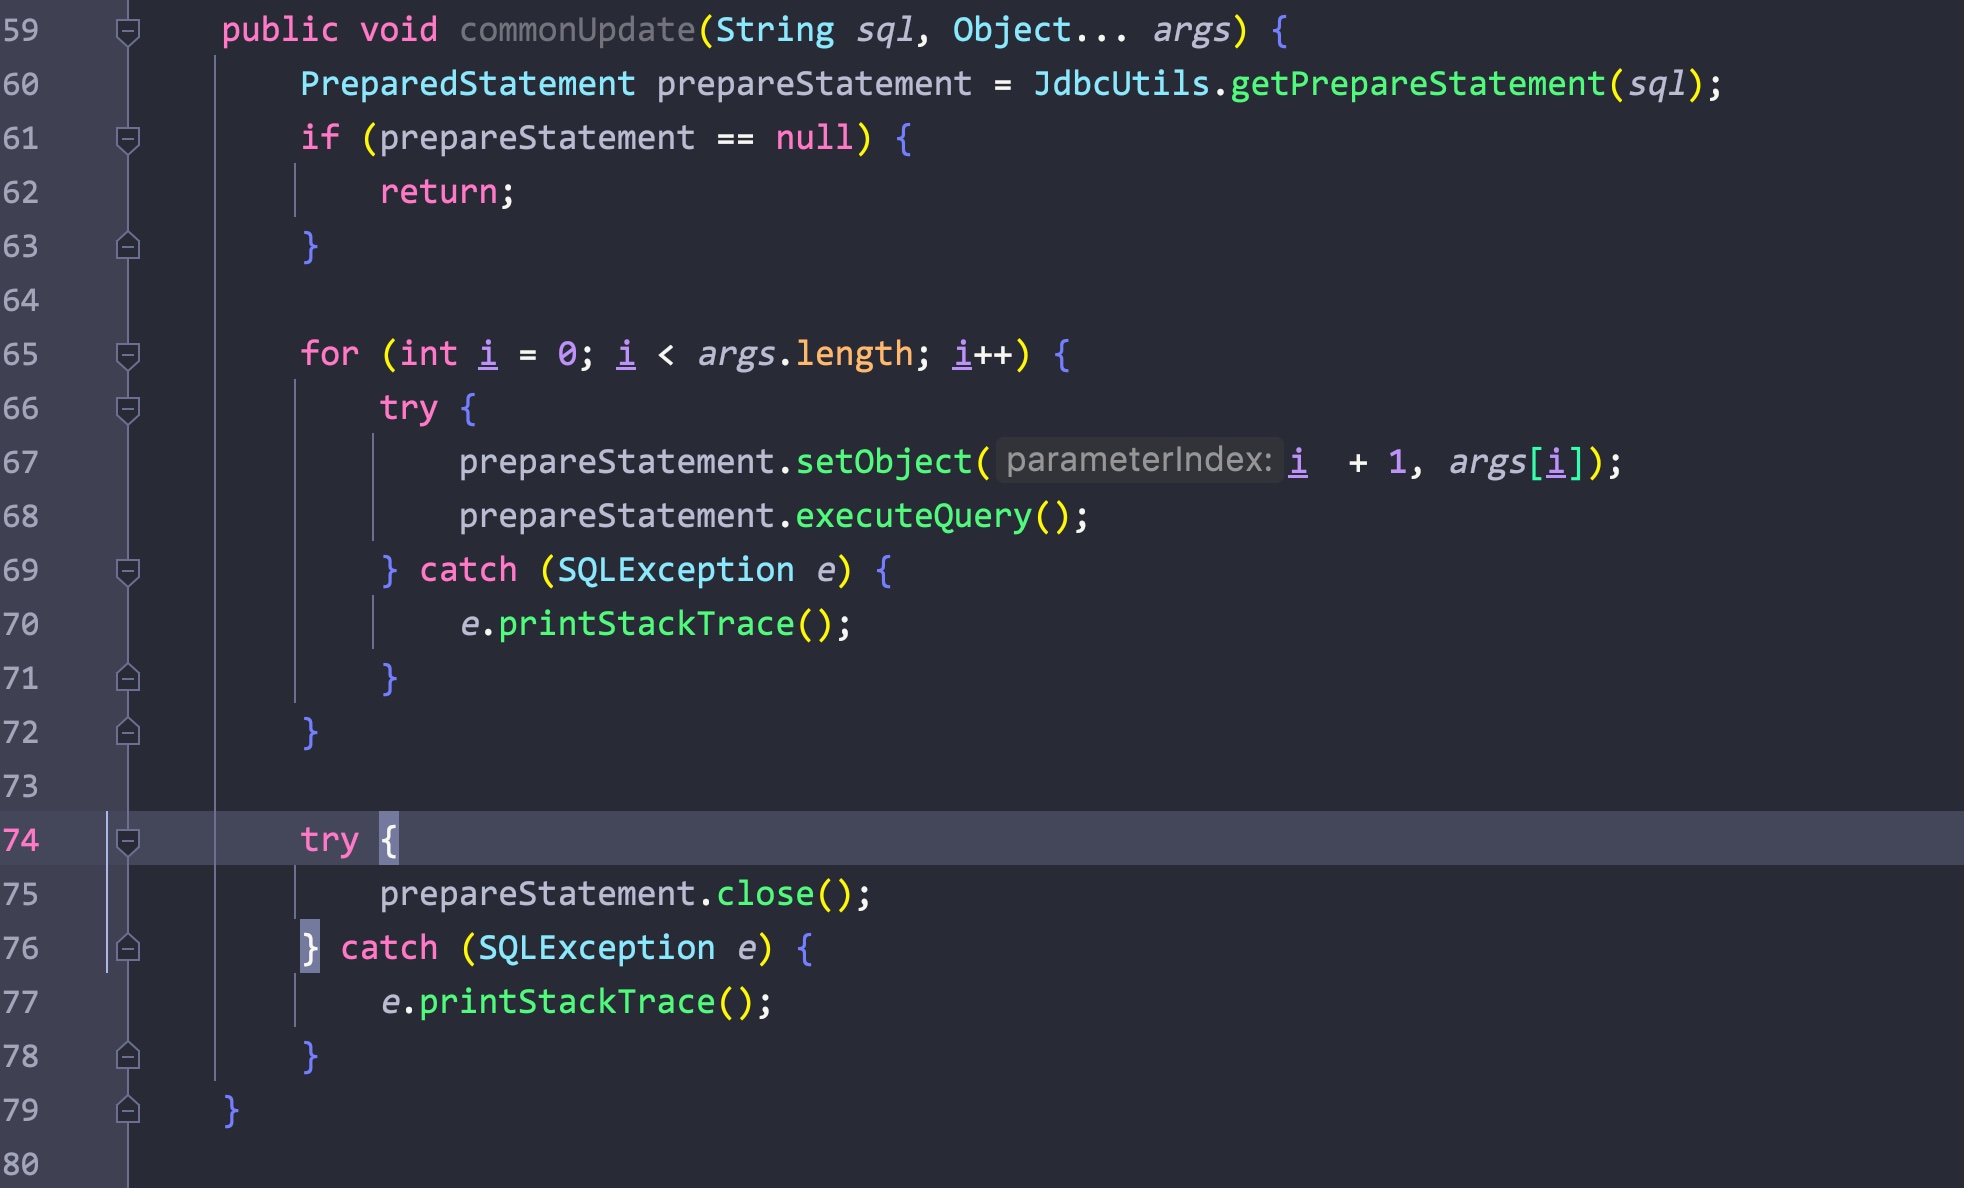 59 public void commonUpdate(String sql, Object... args) {
60 PreparedStatement prepareStatement = JdbcUtils.getPrepareStatement(sql);
61 if (prepareStatement == null) {
62 return;
63 }
64
65 for (int i = 0; i < args.length; i++) {
66 try {
67 prepareStatement.setObject( parameterIndex: i + 1, args[i]);
68 prepareStatement.executeQuery();
69 } catch (SQLException e) {
70 e.printStackTrace();
71 }
72 }
73
74 try {
75 prepareStatement.close();
76 } catch (SQLException e) {
77 e.printStackTrace();
78 }
79 }
80